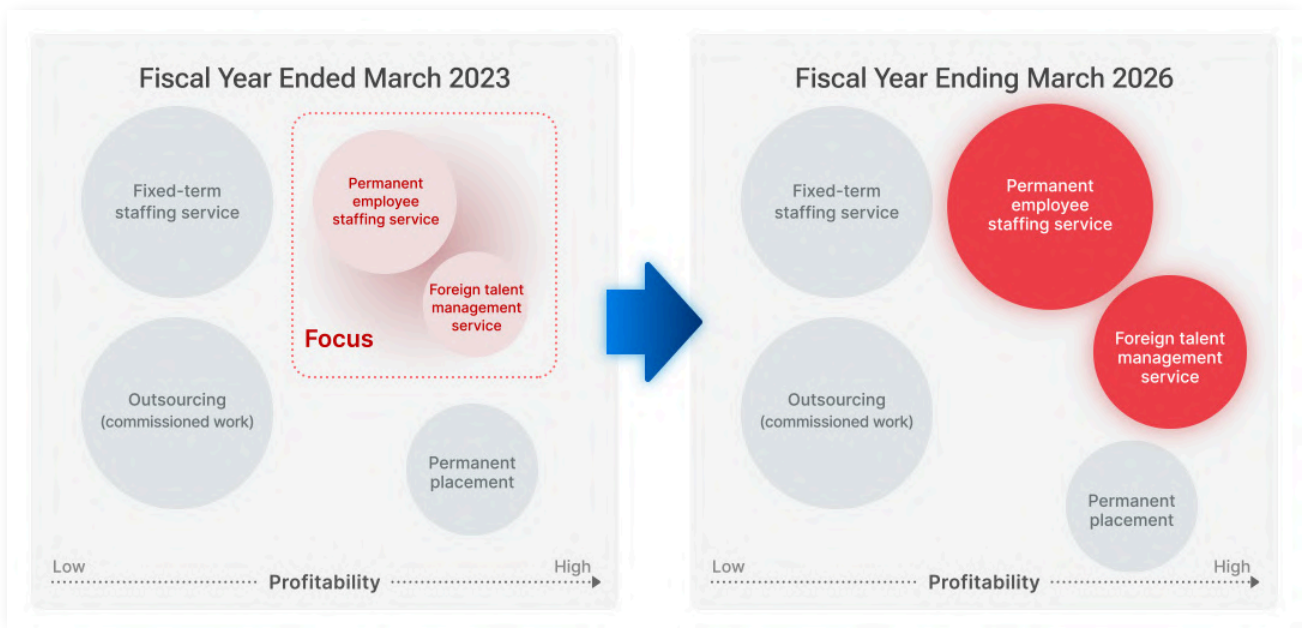 Fiscal Year Ended March 2023
Fixed-term
staffing service
Permanent
employee
staffing service
Foreign talent
management
service
Focus
Outsourcing
(commissioned work)
Permanent
placement
Low
Profitability
High
Fiscal Year Ending March 2026
Fixed-term
staffing service
Permanent
employee
staffing service
Foreign talent
management
service
Outsourcing
(commissioned work)
Permanent
placement
Low
Profitability
High